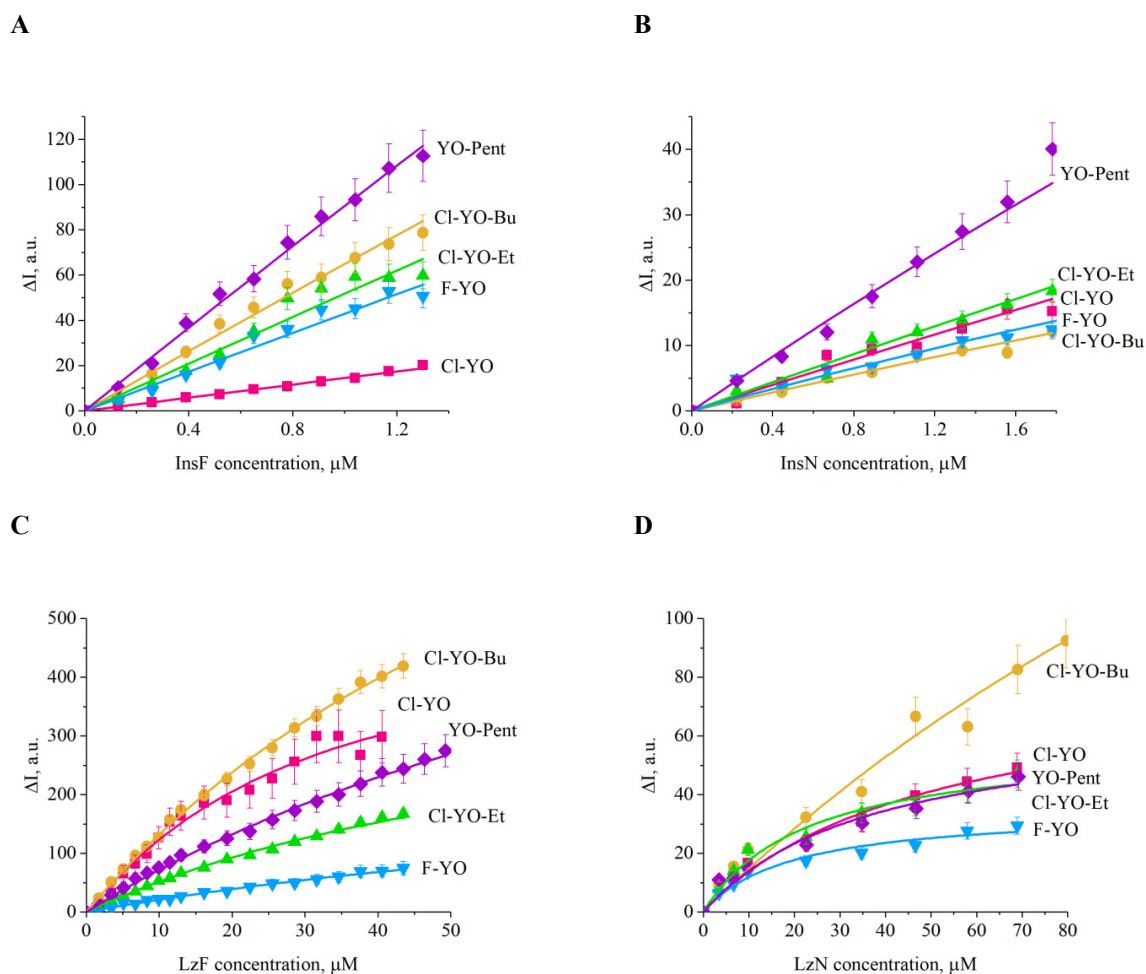 A
B
ΔI, a.u.
120
100
80
60
40
20
0
YO-Pent
Cl-YO-Bu
Cl-YO-Et
F-YO
Cl-YO
0.0
0.4
0.8
1.2
InsF concentration, µM
ΔI, a.u.
40
30
20
10
0
YO-Pent
Cl-YO-Et
Cl-YO
F-YO
Cl-YO-Bu
0.0
0.4
0.8
1.2
1.6
InsN concentration, µM
C
D
ΔI, a.u.
500
400
300
200
100
0
Cl-YO-Bu
Cl-YO
YO-Pent
Cl-YO-Et
F-YO
0
10
20
30
40
50
LzF concentration, µM
ΔI, a.u.
100
80
60
40
20
0
Cl-YO-Bu
Cl-YO
YO-Pent
Cl-YO-Et
F-YO
0
10
20
30
40
50
60
70
80
LzN concentration, µM